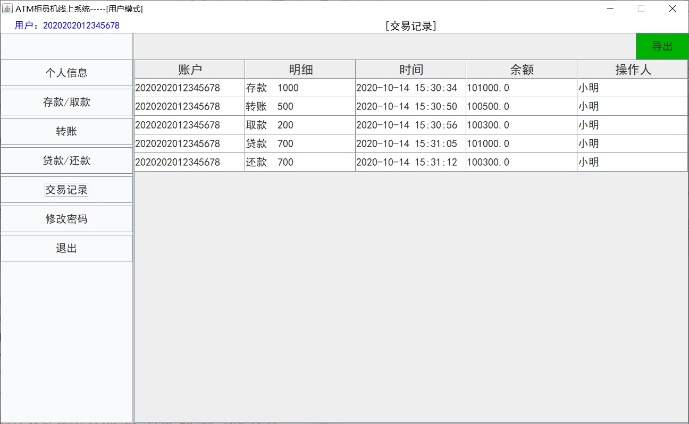 ATM柜员机线上系统-----[用户模式]
用户：2020202012345678
[交易记录]
导出
个人信息
存款/取款
转账
贷款/还款
交易记录
修改密码
退出
账户 明细 时间 余额 操作人
2020202012345678 存款 1000 2020-10-14 15:30:34 101000.0 小明
2020202012345678 转账 500 2020-10-14 15:30:50 100500.0 小明
2020202012345678 取款 200 2020-10-14 15:30:56 100300.0 小明
2020202012345678 贷款 700 2020-10-14 15:31:05 101000.0 小明
2020202012345678 还款 700 2020-10-14 15:31:12 100300.0 小明